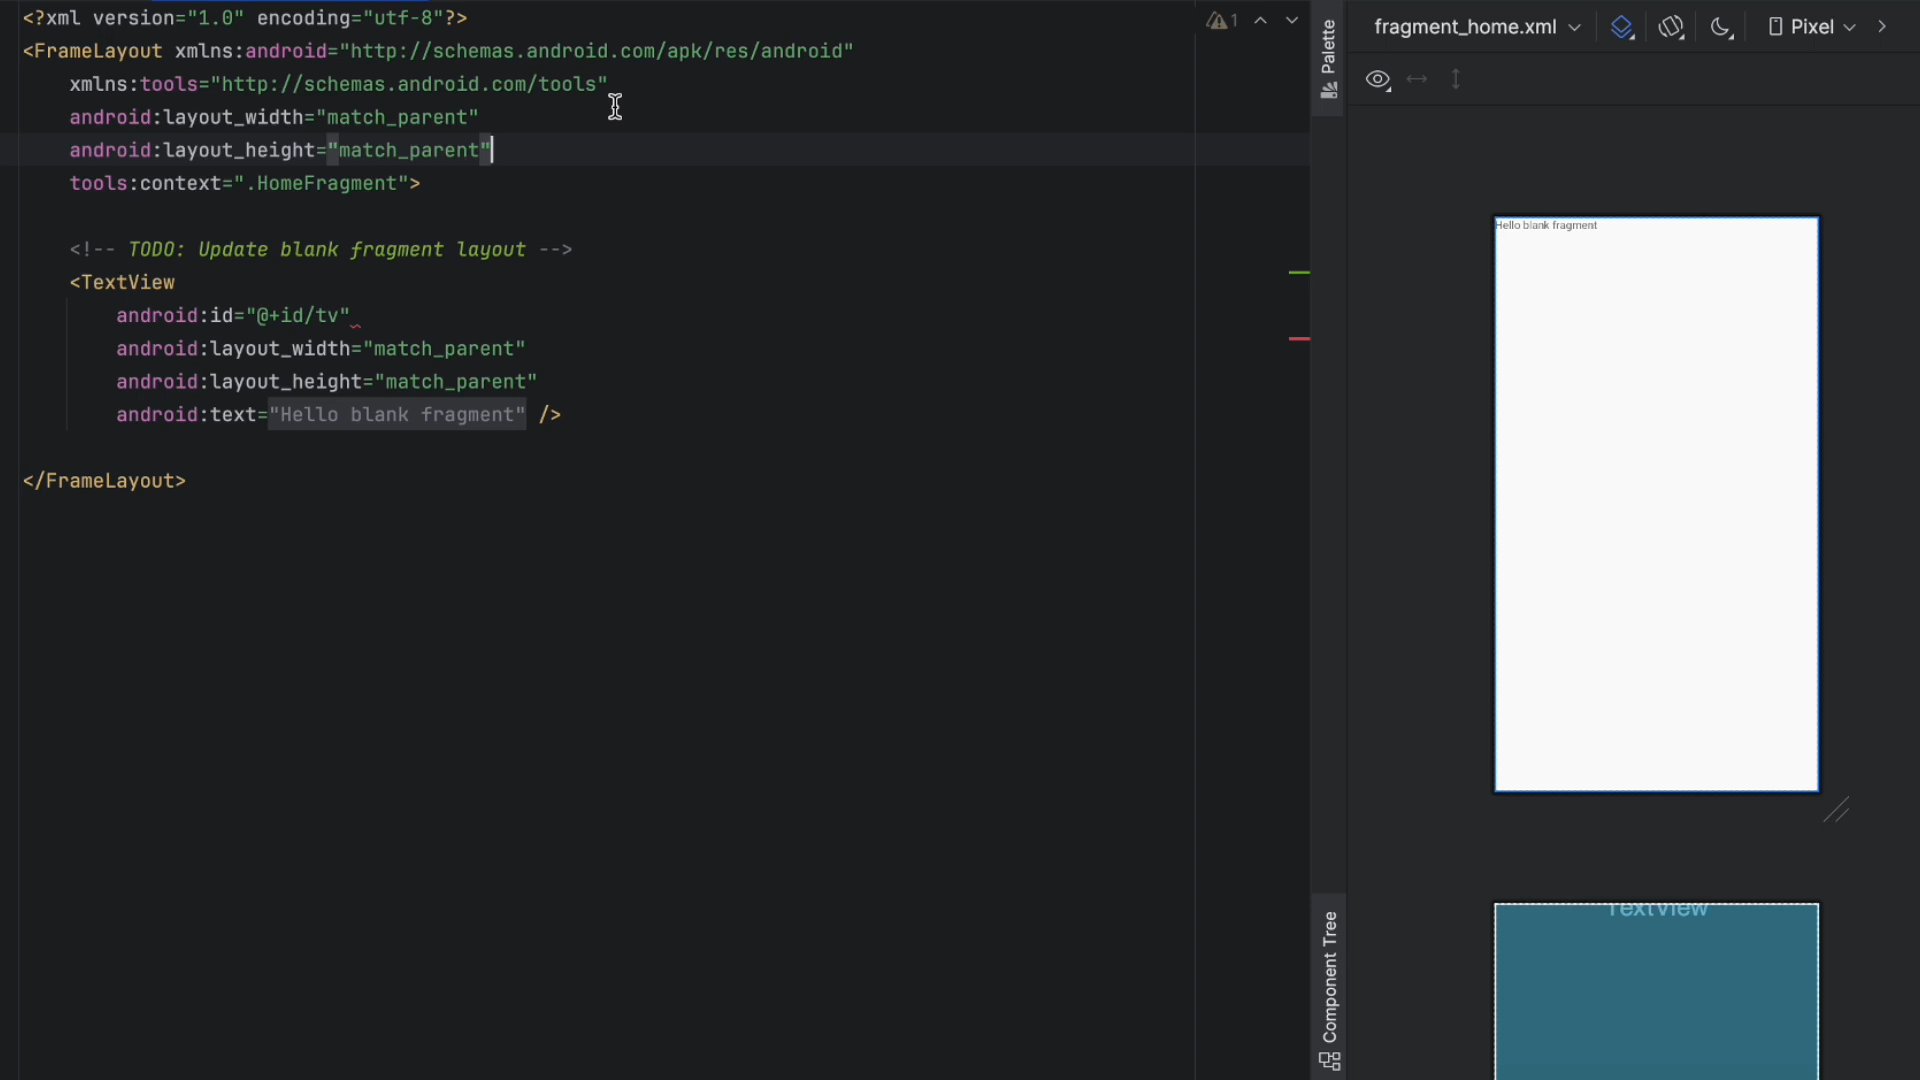 <?xml version="1.0" encoding="utf-8"?>
<FrameLayout xmlns:android="http://schemas.android.com/apk/res/android"
    xmlns:tools="http://schemas.android.com/tools"
    android:layout_width="match_parent"
    android:layout_height="match_parent"
    tools:context=".HomeFragment">

    <!-- TODO: Update blank fragment layout -->
    <TextView
        android:id="@+id/tv"
        android:layout_width="match_parent"
        android:layout_height="match_parent"
        android:text="Hello blank fragment" />

</FrameLayout>
1
Palette
Component Tree
fragment_home.xml
Pixel
Hello blank fragment
TextView